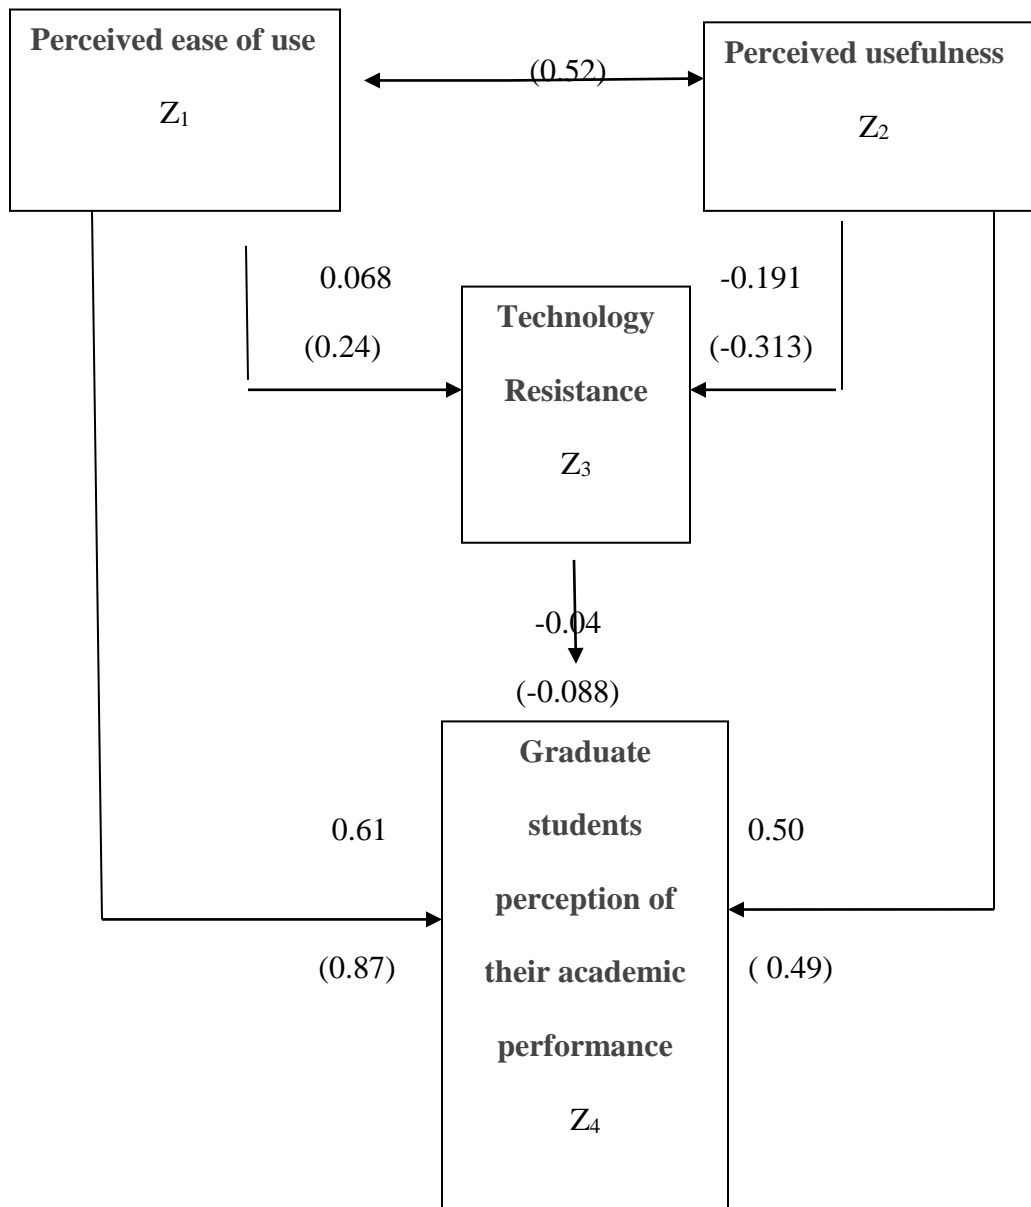 Perceived ease of use
Z₁
(0.52)
Perceived usefulness
Z₂
0.068
(0.24)
-0.191
(-0.313)
Technology
Resistance
Z₃
-0.04
(-0.088)
Graduate
students
perception of
their academic
performance
Z₄
0.61
(0.87)
0.50
( 0.49)